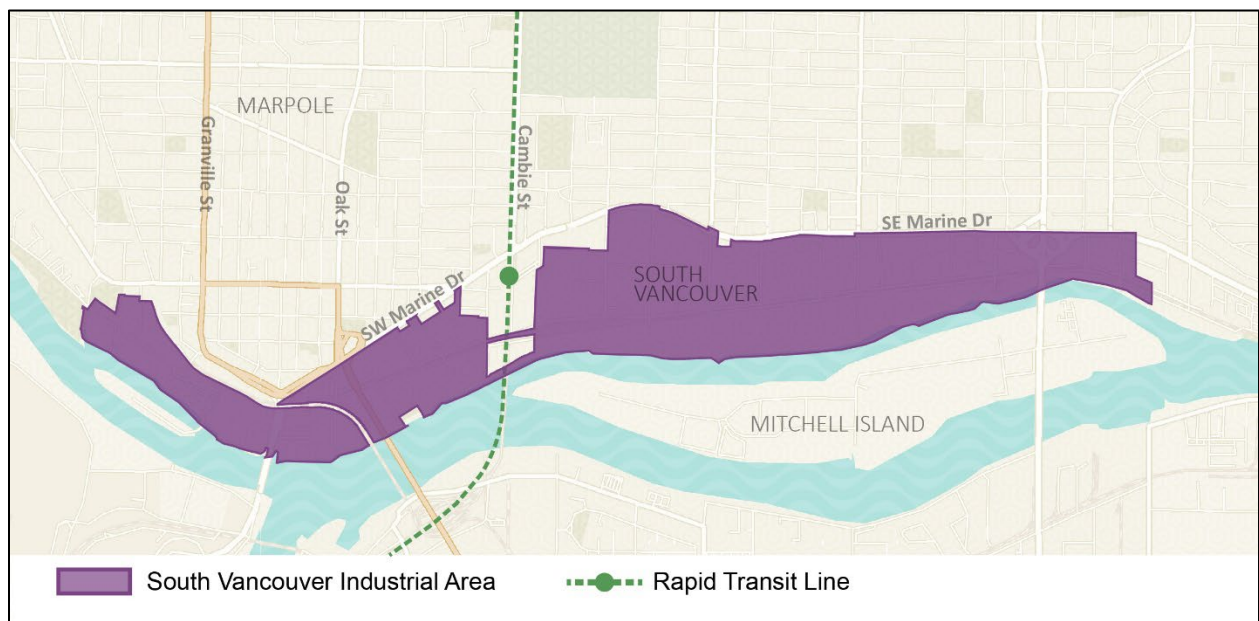 MARPOLE
Granville St
Oak St
Cambie St
SW Marine Dr
SE Marine Dr
SOUTH
VANCOUVER
MITCHELL ISLAND
South Vancouver Industrial Area
Rapid Transit Line